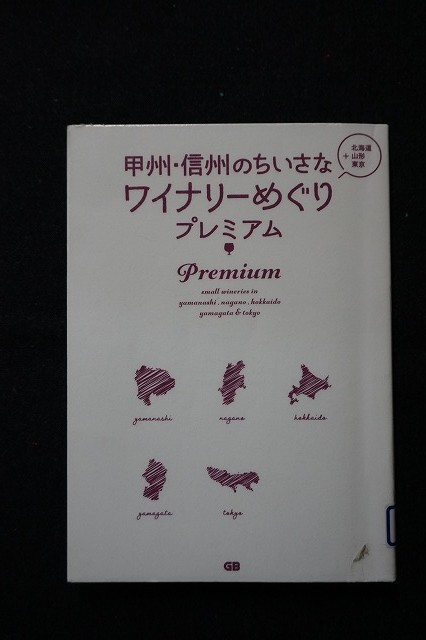 甲州・信州のちいさな
ワイナリーめぐり
プレミアム
北海道
+山形
東京
Premium
small wineries in
yamanashi, nagano, hokkaido
yamagata & tokyo
yamanashi
nagano
hokkaido
yamagata
tokyo
GB